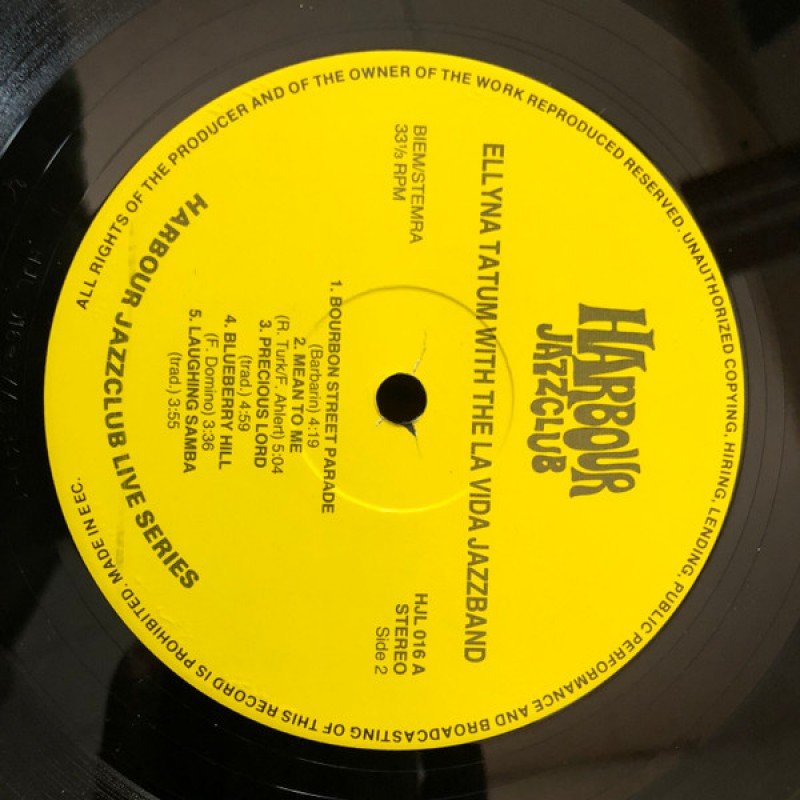 HARBOUR
JAZZCLUB
ELLYNA TATUM WITH THE LA VIDA JAZZBAND
BIEM/STEMRA
33⅓ RPM
HJL 016 A
STEREO
Side 2
1. BOURBON STREET PARADE
(Barbarin) 4:19
2. MEAN TO ME
(R. Turk/F. Ahlert) 5:04
3. PRECIOUS LORD
(trad.) 4:59
4. BLUEBERRY HILL
(F. Domino) 3:36
5. LAUGHING SAMBA
(trad.) 3:55
HARBOUR JAZZCLUB LIVE SERIES
ALL RIGHTS OF THE PRODUCER AND OF THE OWNER OF THE WORK REPRODUCED RESERVED. UNAUTHORIZED COPYING, HIRING, LENDING, PUBLIC PERFORMANCE AND BROADCASTING OF THIS RECORD IS PROHIBITED. MADE IN EEC.